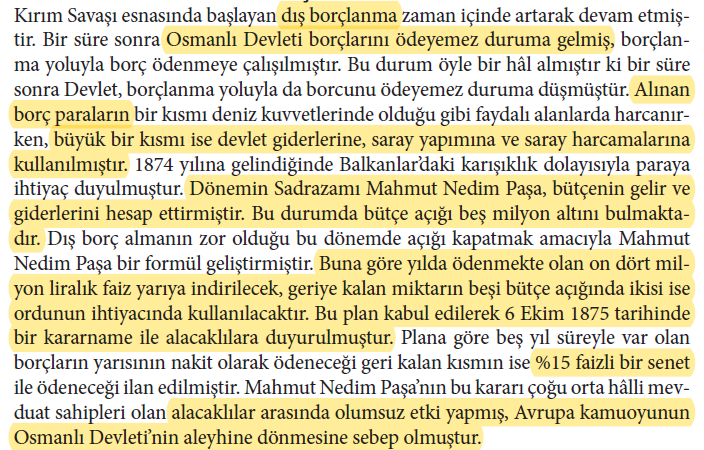 Kırım Savaşı esnasında başlayan dış borçlanma zaman içinde artarak devam etmiş-
tir. Bir süre sonra Osmanlı Devleti borçlarını ödeyemez duruma gelmiş, borçlan-
ma yoluyla borç ödenmeye çalışılmıştır. Bu durum öyle bir hâl almıştır ki bir süre
sonra Devlet, borçlanma yoluyla da borcunu ödeyemez duruma düşmüştür. Alınan
borç paraların bir kısmı deniz kuvvetlerinde olduğu gibi faydalı alanlarda harcanır-
ken, büyük bir kısmı ise devlet giderlerine, saray yapımına ve saray harcamalarına
kullanılmıştır. 1874 yılına gelindiğinde Balkanlar'daki karışıklık dolayısıyla paraya
ihtiyaç duyulmuştur. Dönemin Sadrazamı Mahmut Nedim Paşa, bütçenin gelir ve
giderlerini hesap ettirmiştir. Bu durumda bütçe açığı beş milyon altını bulmakta-
dır. Dış borç almanın zor olduğu bu dönemde açığı kapatmak amacıyla Mahmut
Nedim Paşa bir formül geliştirmiştir. Buna göre yılda ödenmekte olan on dört mil-
yon liralık faiz yarıya indirilecek, geriye kalan miktarın beşi bütçe açığında ikisi ise
ordunun ihtiyacında kullanılacaktır. Bu plan kabul edilerek 6 Ekim 1875 tarihinde
bir kararname ile alacaklılara duyurulmuştur. Plana göre beş yıl süreyle var olan
borçların yarısının nakit olarak ödeneceği geri kalan kısmın ise %15 faizli bir senet
ile ödeneceği ilan edilmiştir. Mahmut Nedim Paşa'nın bu kararı çoğu orta hâlli mev-
duat sahipleri olan alacaklılar arasında olumsuz etki yapmış, Avrupa kamuoyunun
Osmanlı Devleti'nin aleyhine dönmesine sebep olmuştur.